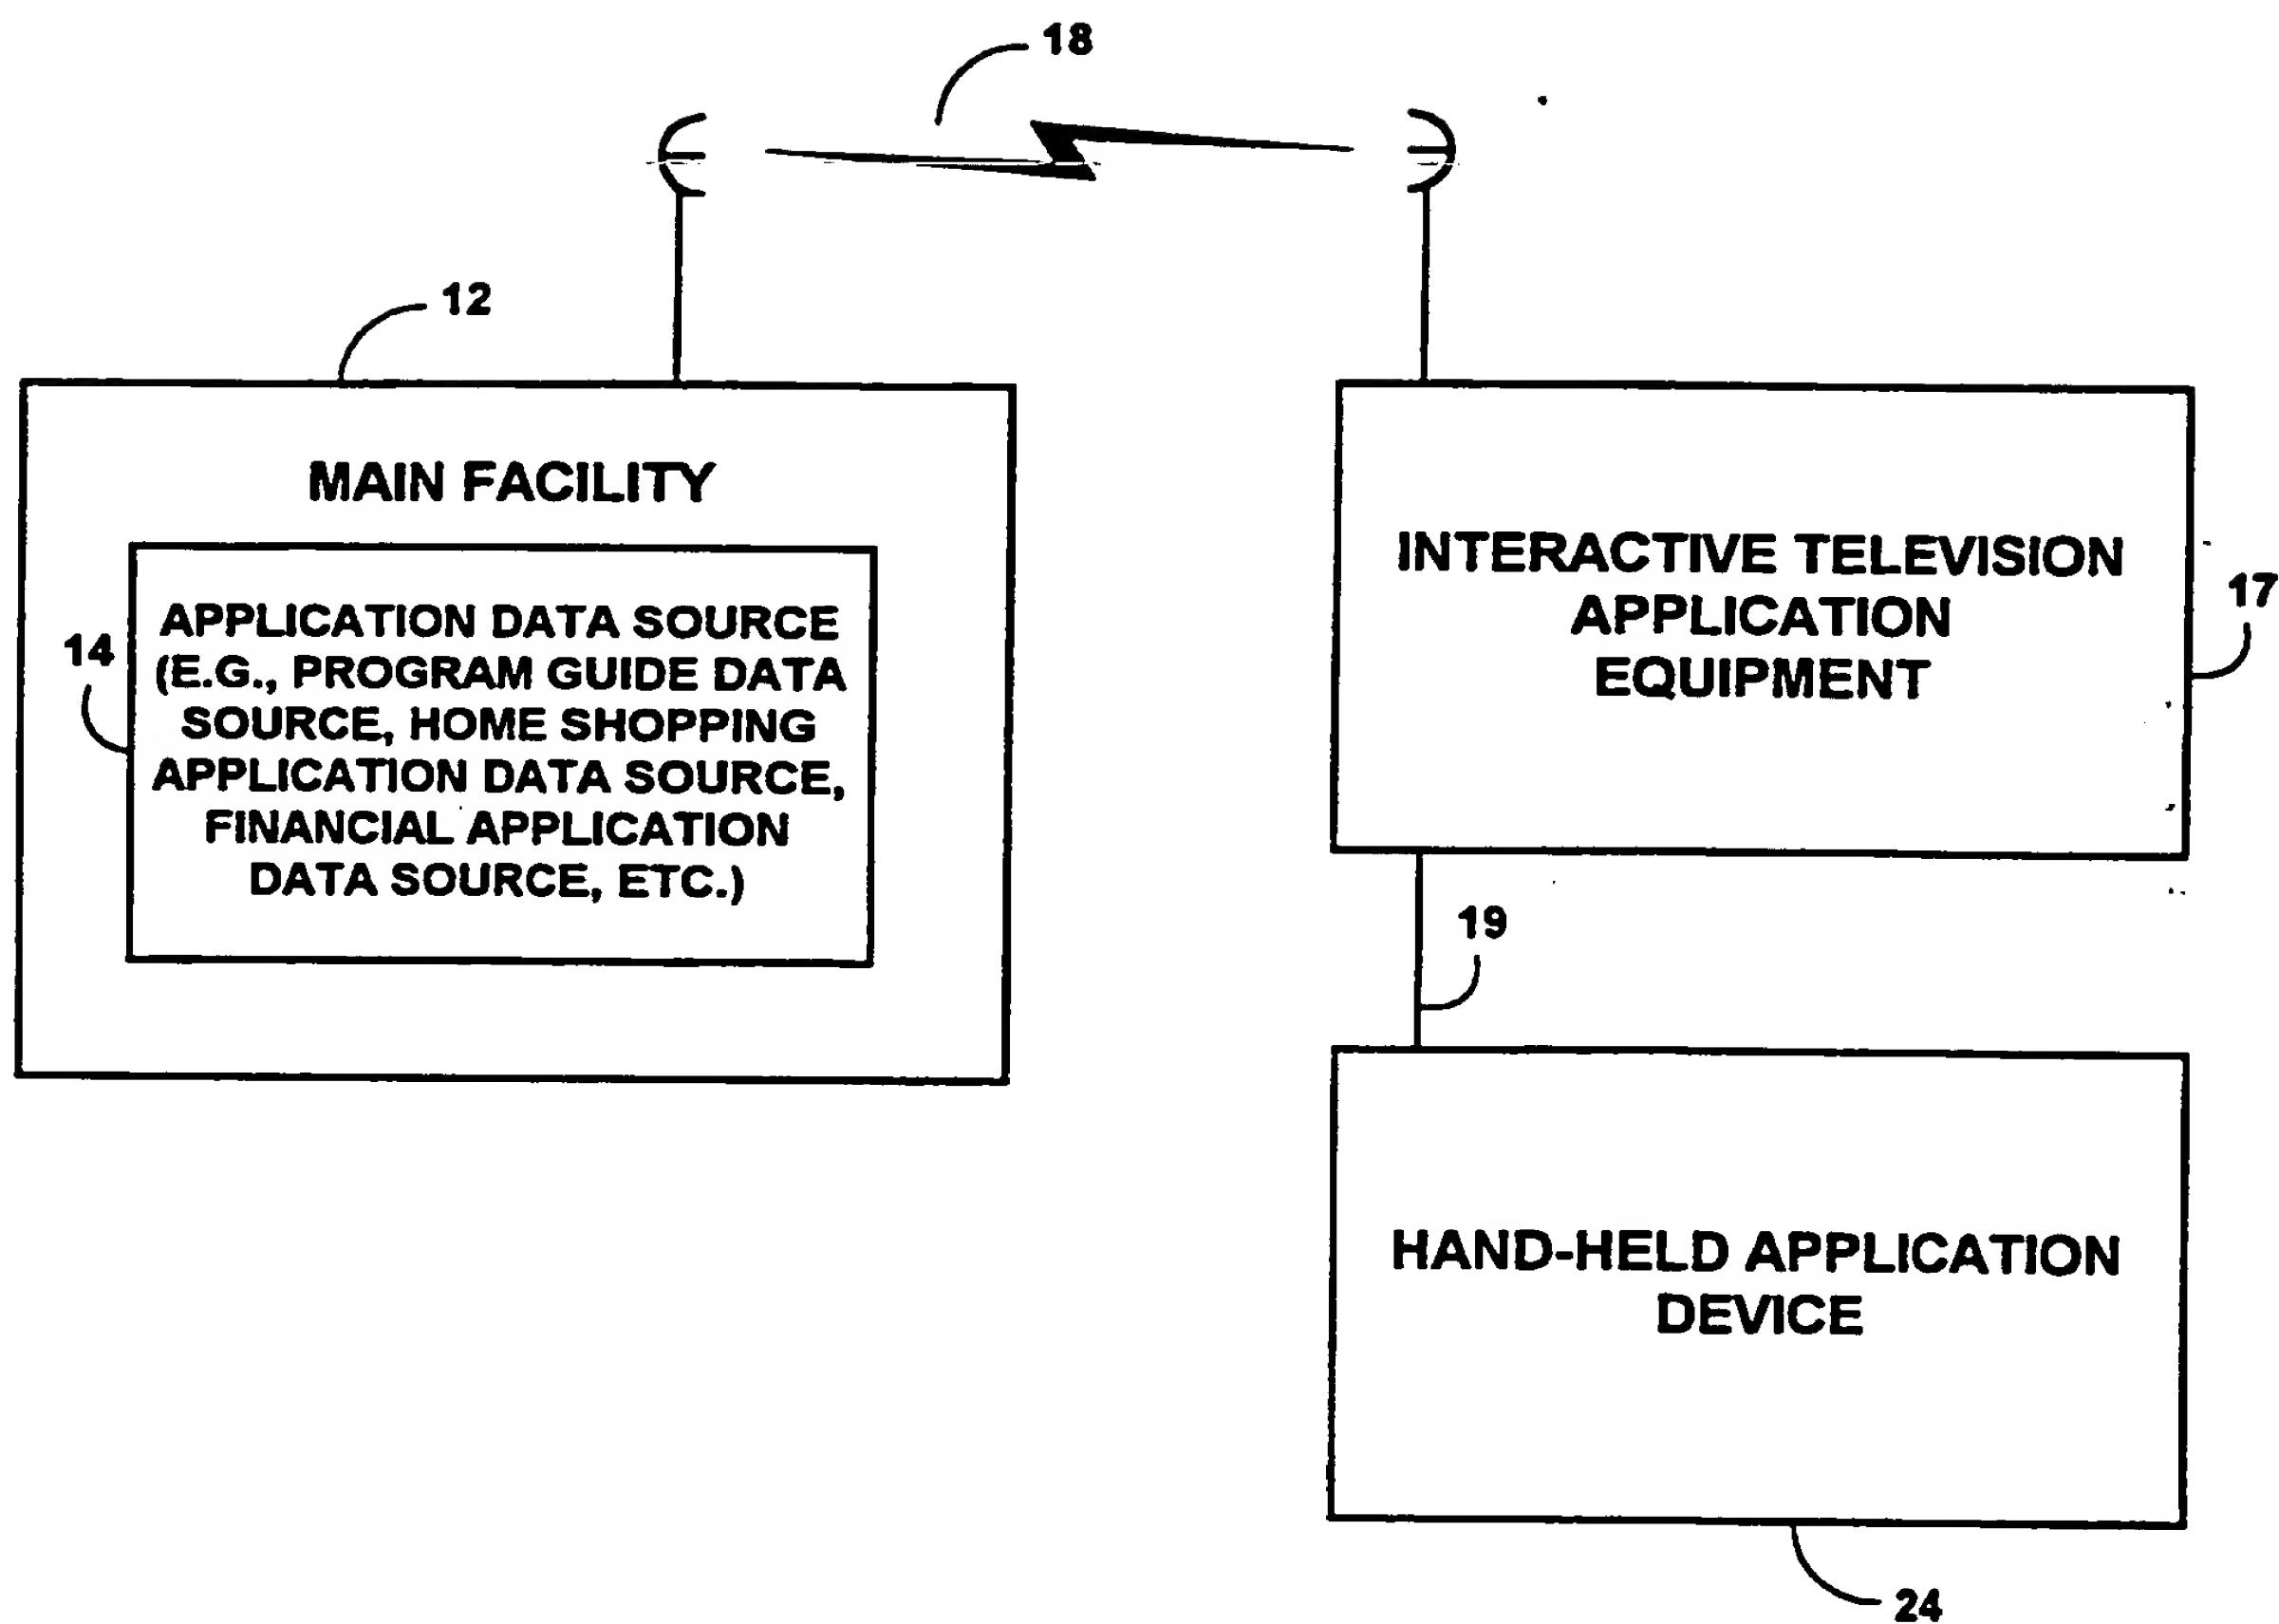 18
12
MAIN FACILITY
14
APPLICATION DATA SOURCE
(E.G., PROGRAM GUIDE DATA
SOURCE, HOME SHOPPING
APPLICATION DATA SOURCE,
FINANCIAL APPLICATION
DATA SOURCE, ETC.)
INTERACTIVE TELEVISION
APPLICATION
EQUIPMENT
17
19
HAND-HELD APPLICATION
DEVICE
24